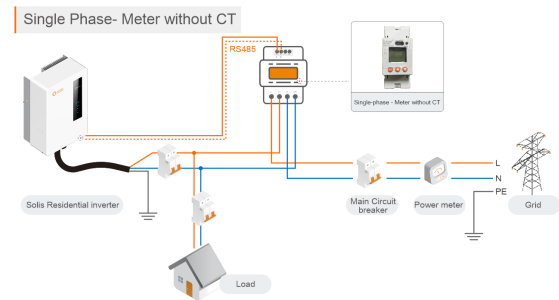 Single Phase- Meter without CT
RS485
Single-phase - Meter without CT
L
N
PE
Solis Residential inverter
Main Circuit
breaker
Power meter
Grid
Load